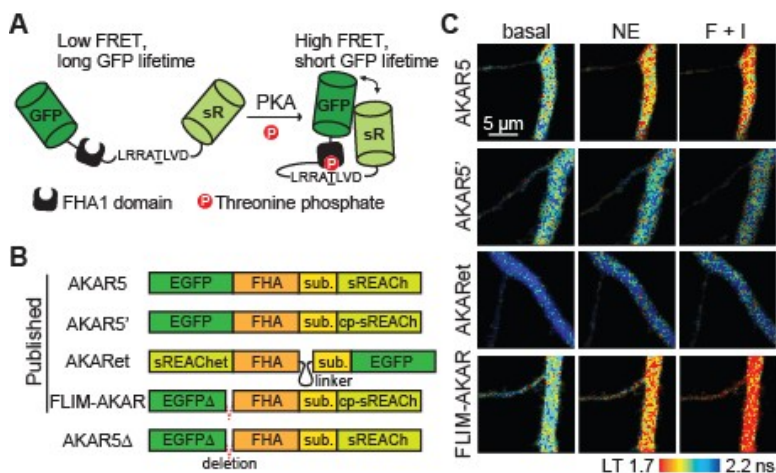 A
Low FRET,
long GFP lifetime
High FRET,
short GFP lifetime
GFP
sR
PKA
P
GFP
sR
P
LRRATLVD
LRRATLVD
FHA1 domain
P Threonine phosphate
B
Published
AKAR5
EGFP FHA sub. sREACh
AKAR5'
EGFP FHA sub. cp-sREACh
AKARet
sREAChet FHA sub. EGFP
linker
FLIM-AKAR
EGFPΔ FHA sub. cp-sREACh
AKAR5Δ
EGFPΔ FHA sub. sREACh
deletion
C
basal NE F + I
AKAR5
5 µm
AKAR5'
AKARet
FLIM-AKAR
LT 1.7 2.2 ns